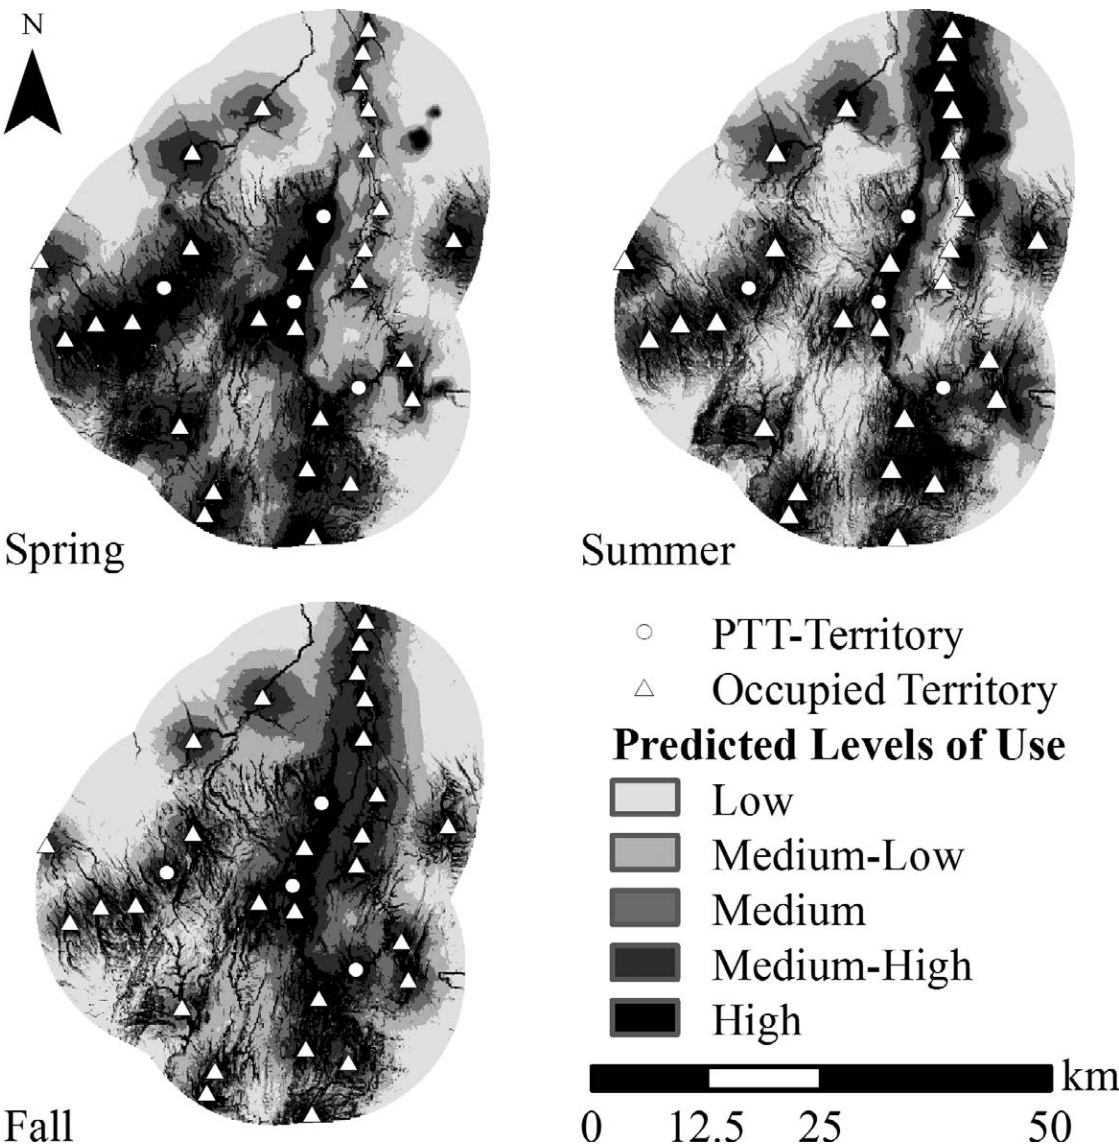 N
Spring
Summer
Fall
PTT-Territory
Occupied Territory
Predicted Levels of Use
Low
Medium-Low
Medium
Medium-High
High
km
0 12.5 25 50